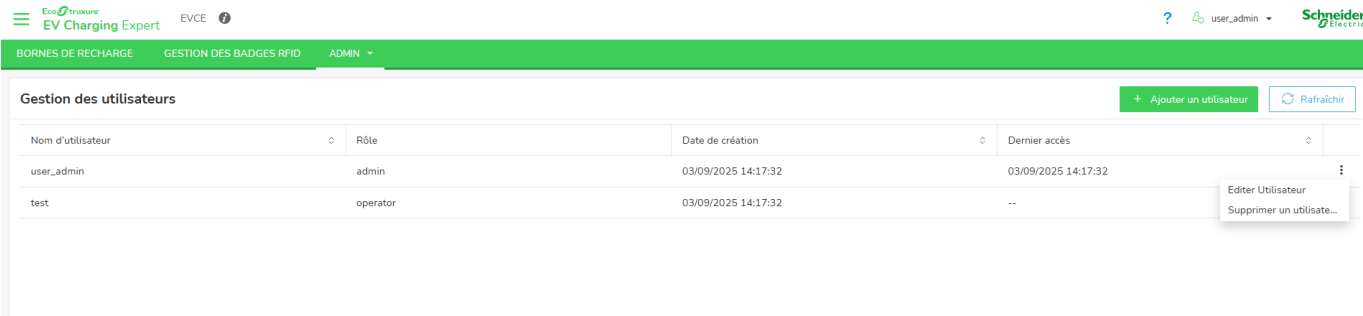 EcoStruxure
EV Charging Expert
EVCE
? user_admin
Schneider
Electric
BORNES DE RECHARGE GESTION DES BADGES RFID ADMIN
Gestion des utilisateurs
+ Ajouter un utilisateur
Rafraîchir
Nom d'utilisateur Rôle Date de création Dernier accès
user_admin admin 03/09/2025 14:17:32 03/09/2025 14:17:32
Editer Utilisateur
test operator 03/09/2025 14:17:32 --
Supprimer un utilisate...